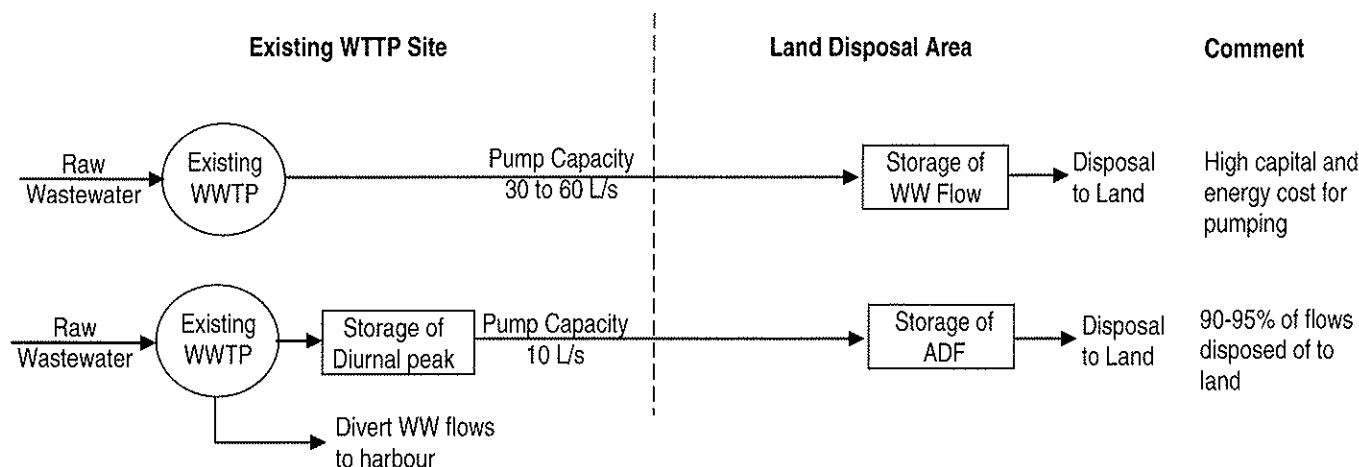 Existing WTTP Site
Land Disposal Area
Comment
Raw
Wastewater
Existing
WWTP
Pump Capacity
30 to 60 L/s
Storage of
WW Flow
Disposal
to Land
High capital and
energy cost for
pumping
Raw
Wastewater
Existing
WWTP
Storage of
Diurnal peak
Pump Capacity
10 L/s
Storage of
ADF
Disposal
to Land
90-95% of flows
disposed of to
land
Divert WW flows
to harbour